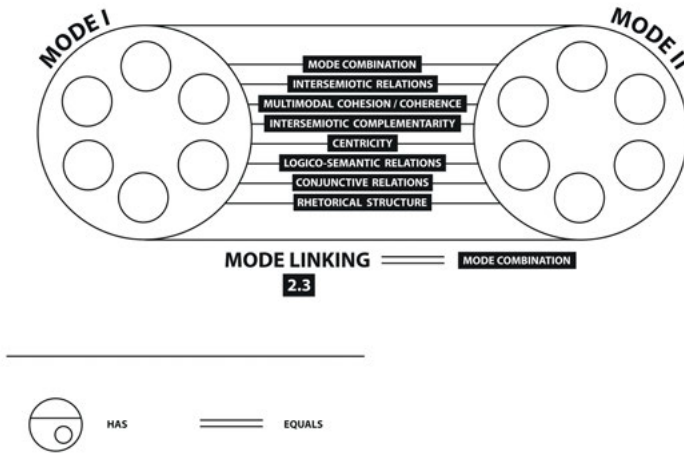 MODE I
MODE II
MODE COMBINATION
INTERSEMIOTIC RELATIONS
MULTIMODAL COHESION / COHERENCE
INTERSEMIOTIC COMPLEMENTARITY
CENTRICITY
LOGICO-SEMANTIC RELATIONS
CONJUNCTIVE RELATIONS
RHETORICAL STRUCTURE
MODE LINKING MODE COMBINATION
2.3
HAS EQUALS